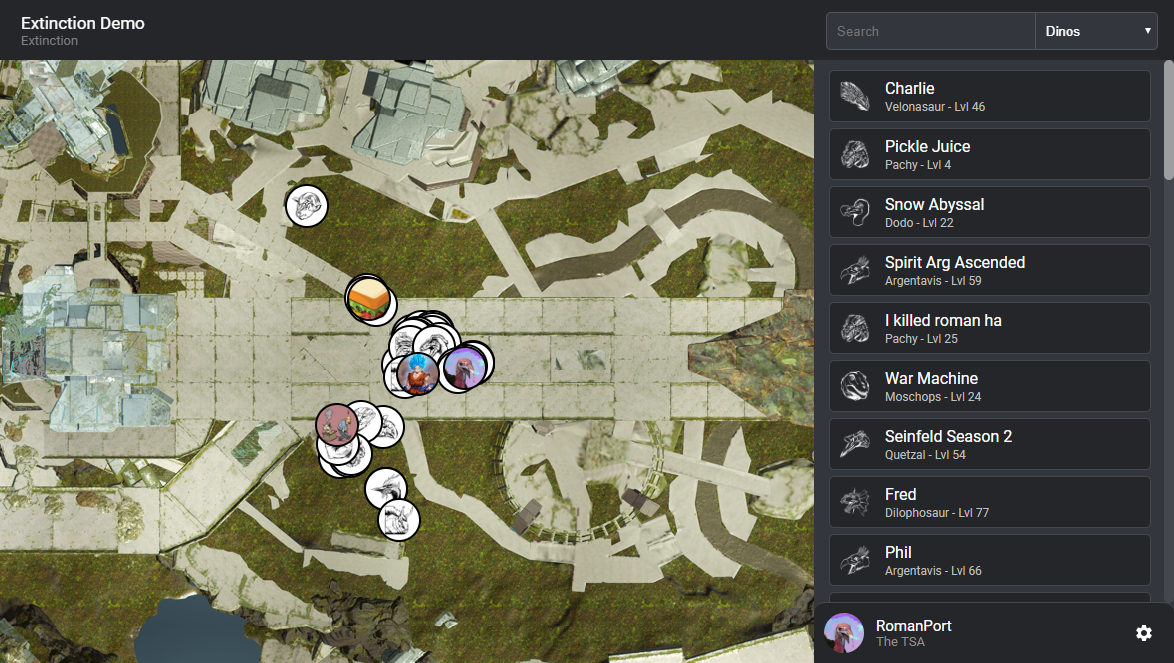 Extinction Demo
Extinction
Search
Dinos
Charlie
Velonasaur - Lvl 46
Pickle Juice
Pachy - Lvl 4
Snow Abyssal
Dodo - Lvl 22
Spirit Arg Ascended
Argentavis - Lvl 59
I killed roman ha
Pachy - Lvl 25
War Machine
Moschops - Lvl 24
Seinfeld Season 2
Quetzal - Lvl 54
Fred
Dilophosaur - Lvl 77
Phil
Argentavis - Lvl 66
RomanPort
The TSA